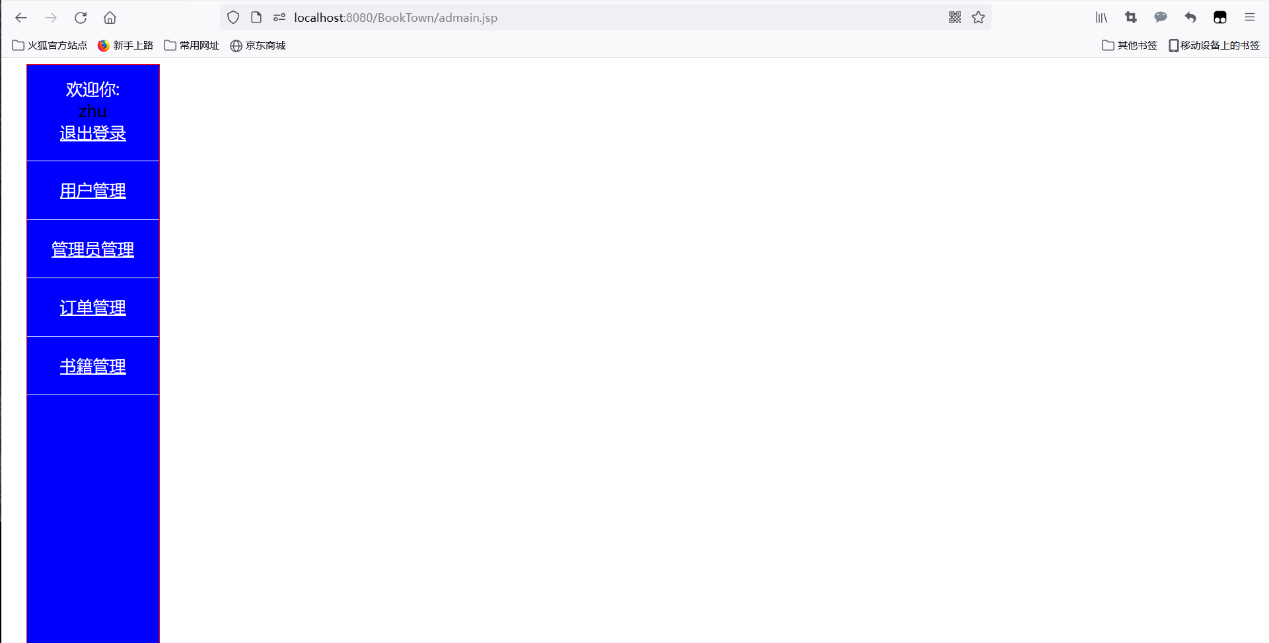 localhost:8080/BookTown/admain.jsp
火狐官方站点 新手上路 常用网址 京东商城 其他书签 移动设备上的书签
欢迎你:
zhu
退出登录
用户管理
管理员管理
订单管理
书籍管理